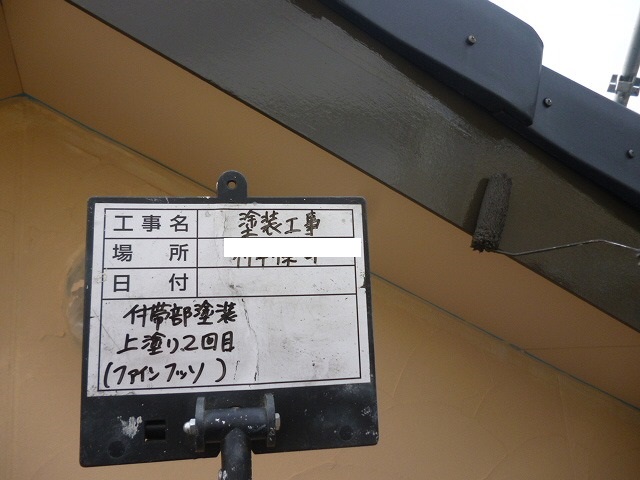 工事名 塗装工事
場所
日付
付帯部塗装
上塗り2回目
(ファインフッソ)